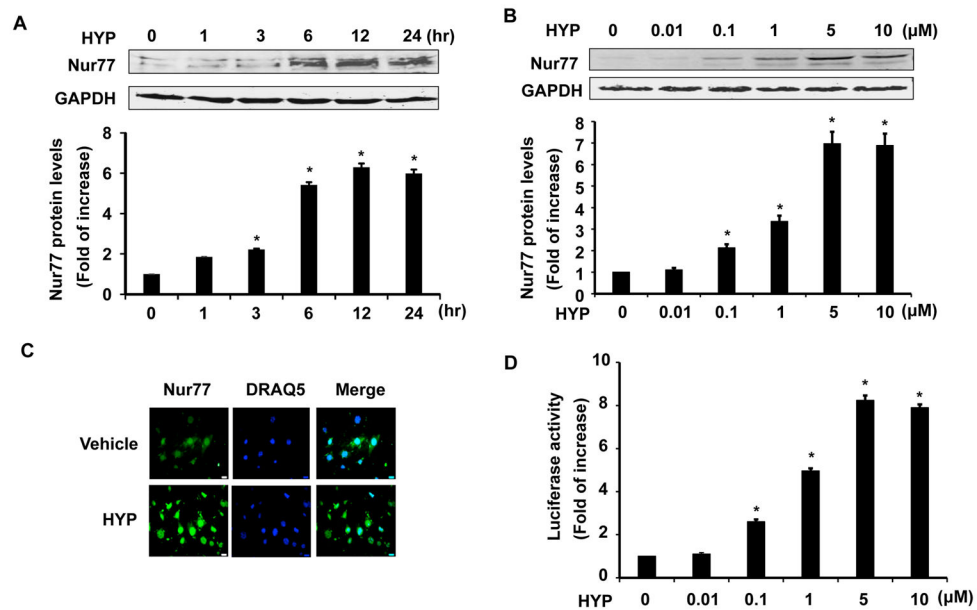 A
HYP 0 1 3 6 12 24 (hr)
Nur77
GAPDH
Nur77 protein levels
(Fold of increase)
10
8
6
4
2
0
* * * *
0 1 3 6 12 24 (hr)
B
HYP 0 0.01 0.1 1 5 10 (µM)
Nur77
GAPDH
Nur77 protein levels
(Fold of increase)
8
7
6
5
4
3
2
1
0
* * * *
HYP 0 0.01 0.1 1 5 10 (µM)
C
Nur77 DRAQ5 Merge
Vehicle
HYP
D
Luciferase activity
(Fold of increase)
10
8
6
4
2
0
* * * *
HYP 0 0.01 0.1 1 5 10 (µM)